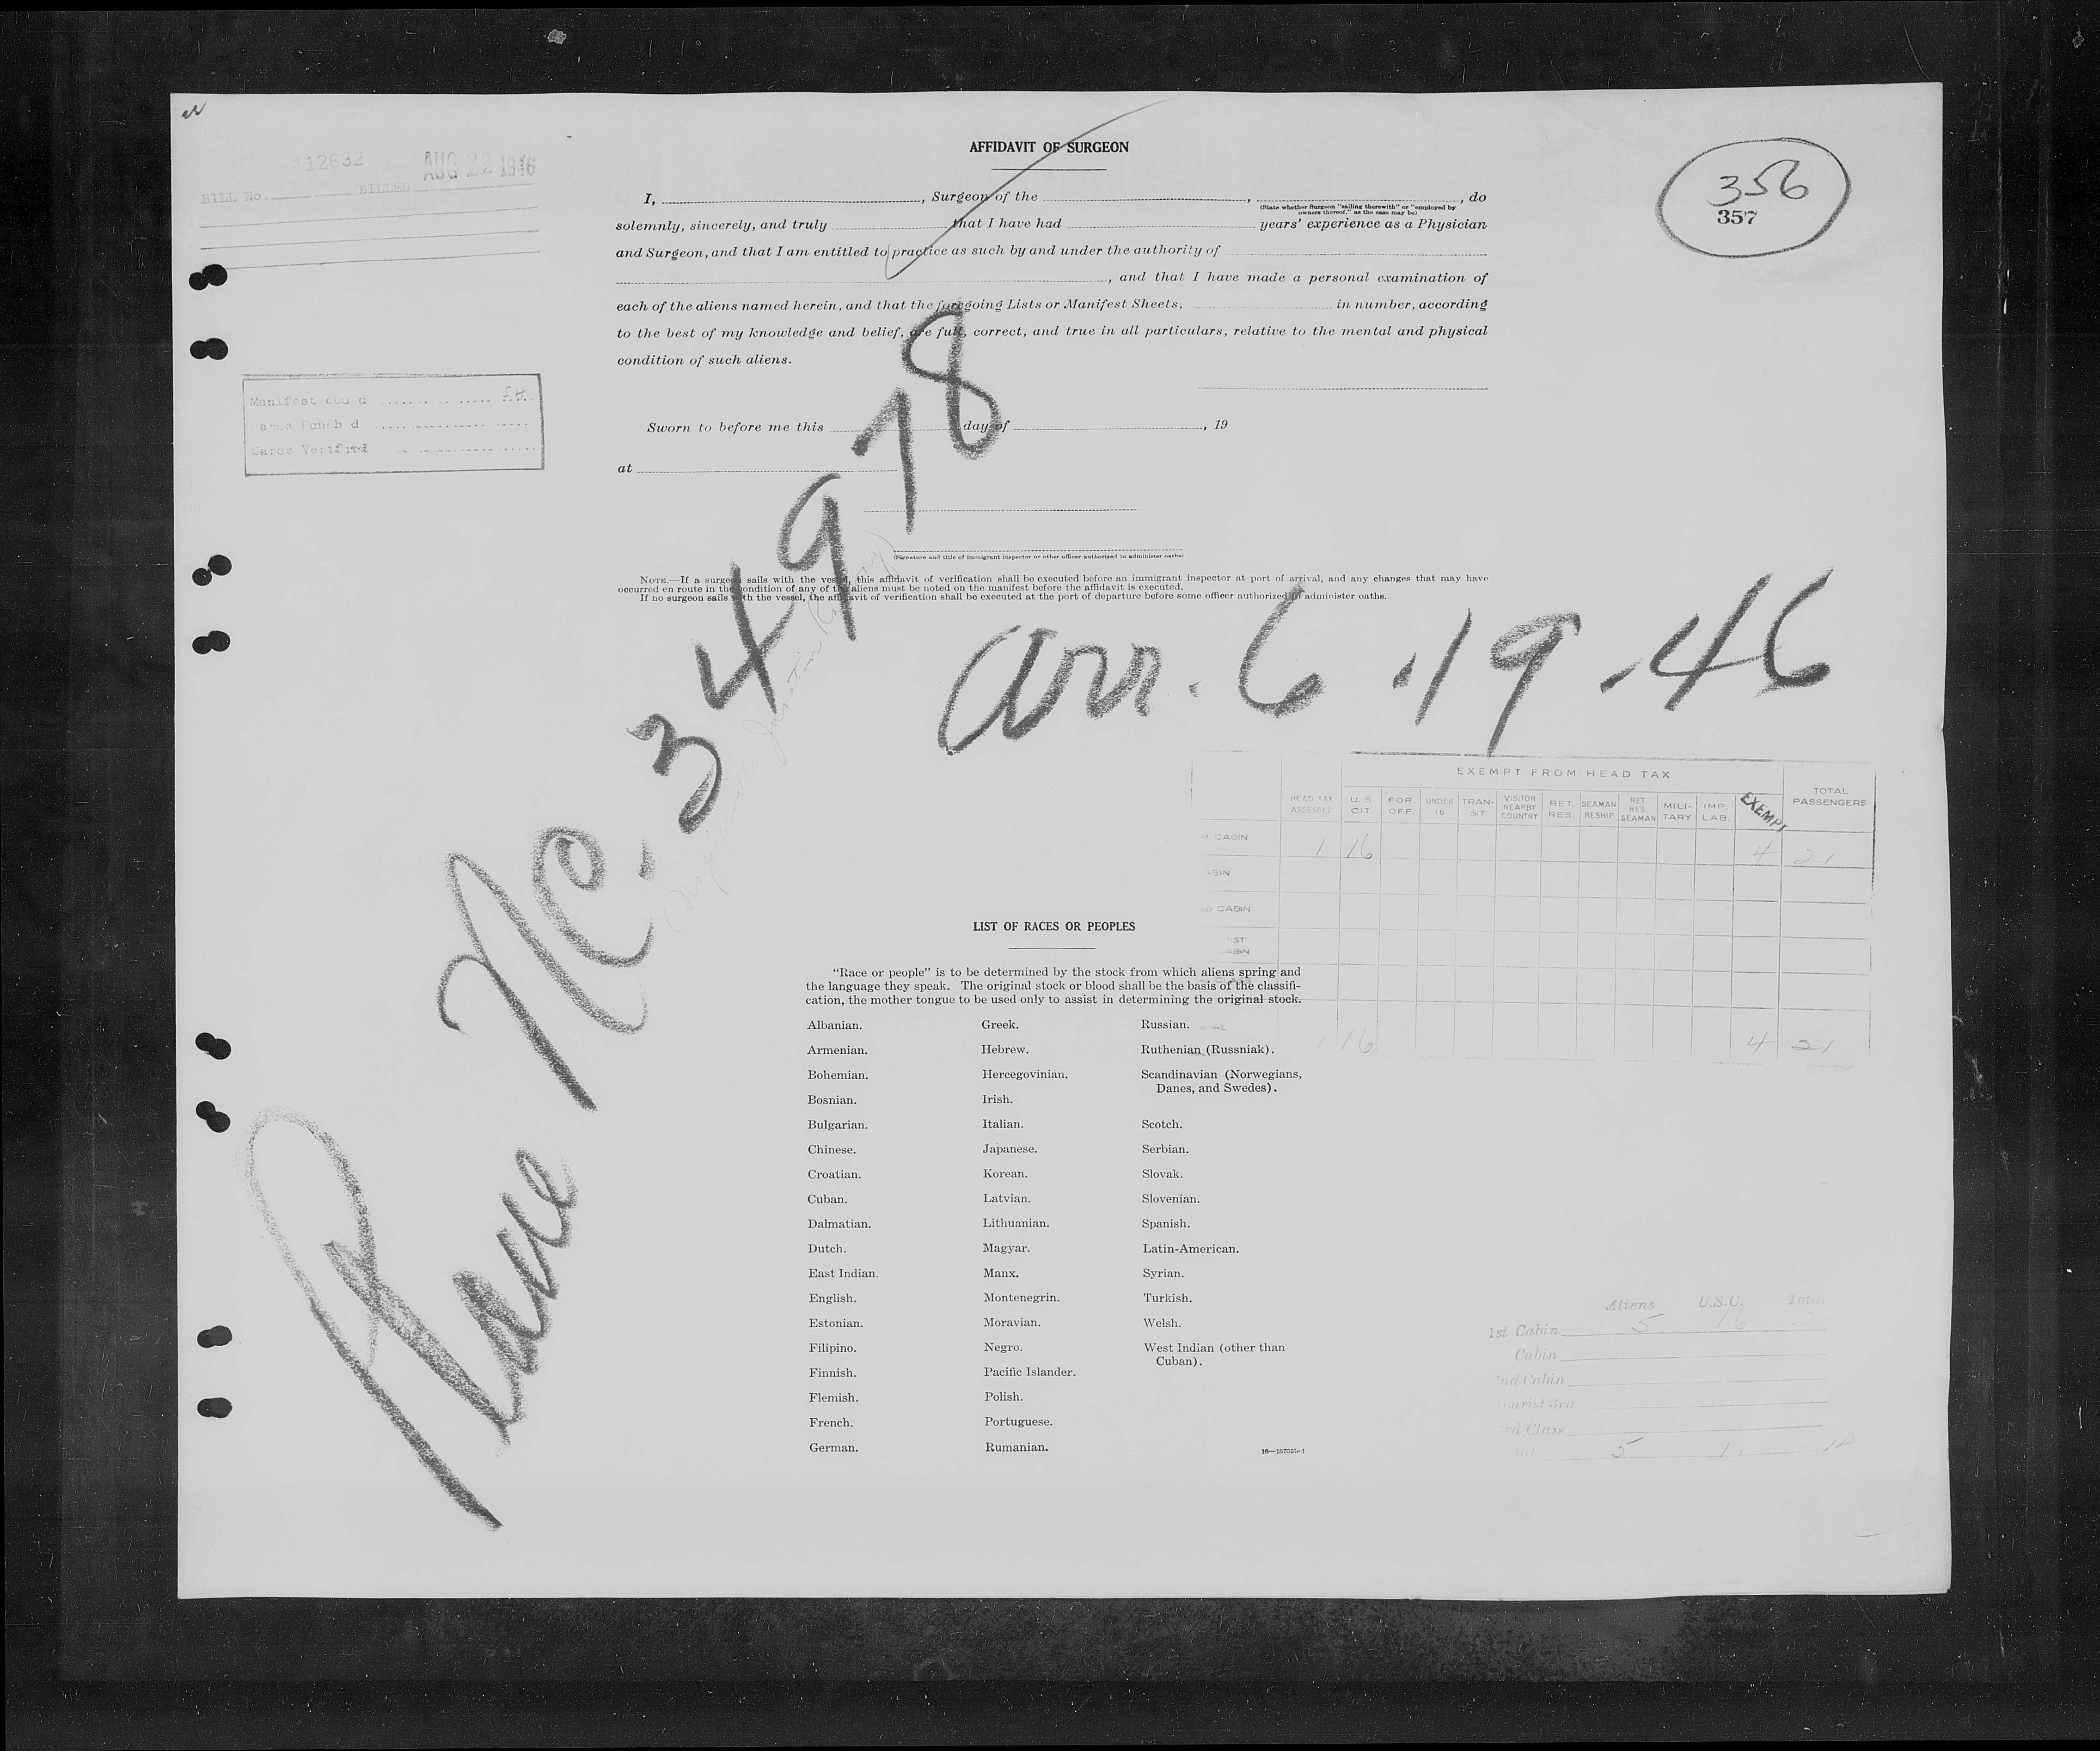 112632 AUG 22 1946
BILL No. BILLED
AFFIDAVIT OF SURGEON
356
357
I, , Surgeon of the , , do
(State whether Surgeon "sailing therewith" or "employed by
owners thereof," as the case may be)
solemnly, sincerely, and truly that I have had years' experience as a Physician
and Surgeon, and that I am entitled to practice as such by and under the authority of
, and that I have made a personal examination of
each of the aliens named herein, and that the foregoing Lists or Manifest Sheets, in number, according
to the best of my knowledge and belief, are full, correct, and true in all particulars, relative to the mental and physical
condition of such aliens.
Manifest coded
Cards Punched
Cards Verified
Sworn to before me this day of , 19
at
(Signature and title of immigrant inspector or other officer authorized to administer oaths)
NOTE.—If a surgeon sails with the vessel, this affidavit of verification shall be executed before an immigrant inspector at port of arrival, and any changes that may have
occurred en route in the condition of any of the aliens must be noted on the manifest before the affidavit is executed.
If no surgeon sails with the vessel, the affidavit of verification shall be executed at the port of departure before some officer authorized to administer oaths.
Plane NC. 34978
arr. 6.19.46
EXEMPT FROM HEAD TAX
HEAD TAX ASSESSED U.S. CIT. FOR. OFF. UNDER 16 TRAN-SIT VISITOR NEARBY COUNTRY RET. RES. SEAMAN RESHIP RET. RES. SEAMAN MILI-TARY IMP. LAB. EXEMPT TOTAL PASSENGERS
CABIN 1 16 4 21
CABIN
CABIN
CABIN
16 4 21
LIST OF RACES OR PEOPLES
"Race or people" is to be determined by the stock from which aliens spring and
the language they speak. The original stock or blood shall be the basis of the classifi-
cation, the mother tongue to be used only to assist in determining the original stock.
Albanian. Greek. Russian.
Armenian. Hebrew. Ruthenian (Russniak).
Bohemian. Hercegovinian. Scandinavian (Norwegians,
Danes, and Swedes).
Bosnian. Irish.
Bulgarian. Italian. Scotch.
Chinese. Japanese. Serbian.
Croatian. Korean. Slovak.
Cuban. Latvian. Slovenian.
Dalmatian. Lithuanian. Spanish.
Dutch. Magyar. Latin-American.
East Indian. Manx. Syrian.
English. Montenegrin. Turkish.
Estonian. Moravian. Welsh.
Filipino. Negro. West Indian (other than
Cuban).
Finnish. Pacific Islander.
Flemish. Polish.
French. Portuguese.
German. Rumanian.
Aliens U.S.C. Total
1st Cabin 5 16
Cabin
2nd Cabin
Tourist 3rd
3rd Class
Total 5